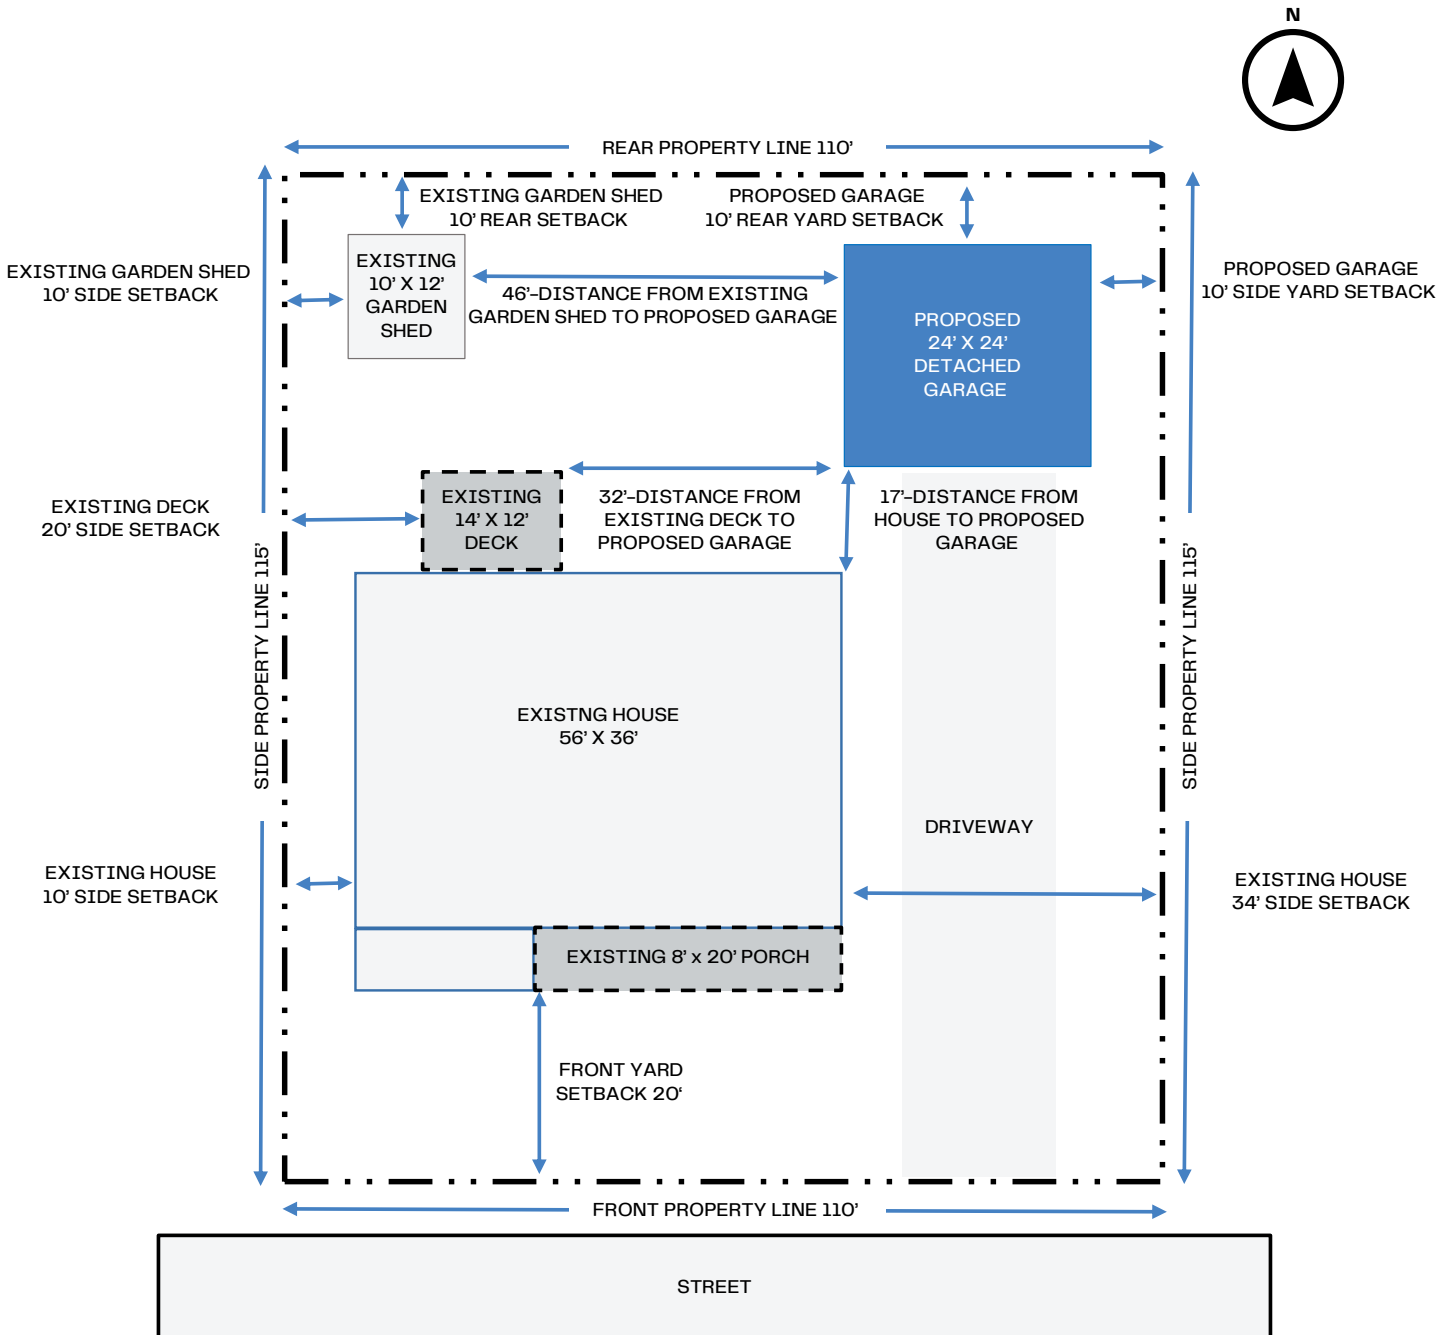 N
REAR PROPERTY LINE 110'
EXISTING GARDEN SHED
10' REAR SETBACK
PROPOSED GARAGE
10' REAR YARD SETBACK
EXISTING GARDEN SHED
10' SIDE SETBACK
EXISTING
10' X 12'
GARDEN
SHED
46'-DISTANCE FROM EXISTING
GARDEN SHED TO PROPOSED GARAGE
PROPOSED
24' X 24'
DETACHED
GARAGE
PROPOSED GARAGE
10' SIDE YARD SETBACK
EXISTING DECK
20' SIDE SETBACK
EXISTING
14' X 12'
DECK
32'-DISTANCE FROM
EXISTING DECK TO
PROPOSED GARAGE
17'-DISTANCE FROM
HOUSE TO PROPOSED
GARAGE
SIDE PROPERTY LINE 115'
SIDE PROPERTY LINE 115'
EXISTNG HOUSE
56' X 36'
DRIVEWAY
EXISTING HOUSE
10' SIDE SETBACK
EXISTING HOUSE
34' SIDE SETBACK
EXISTING 8' x 20' PORCH
FRONT YARD
SETBACK 20‘
FRONT PROPERTY LINE 110'
STREET